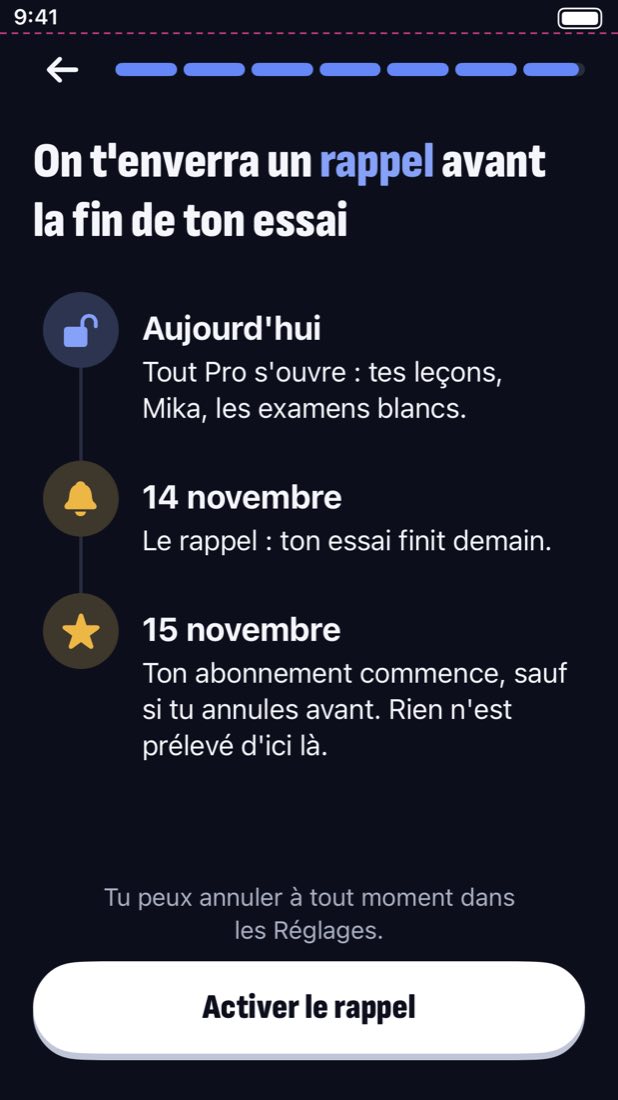 9:41
On t'enverra un rappel avant
la fin de ton essai
Aujourd'hui
Tout Pro s'ouvre : tes leçons,
Mika, les examens blancs.
14 novembre
Le rappel : ton essai finit demain.
15 novembre
Ton abonnement commence, sauf
si tu annules avant. Rien n'est
prélevé d'ici là.
Tu peux annuler à tout moment dans
les Réglages.
Activer le rappel